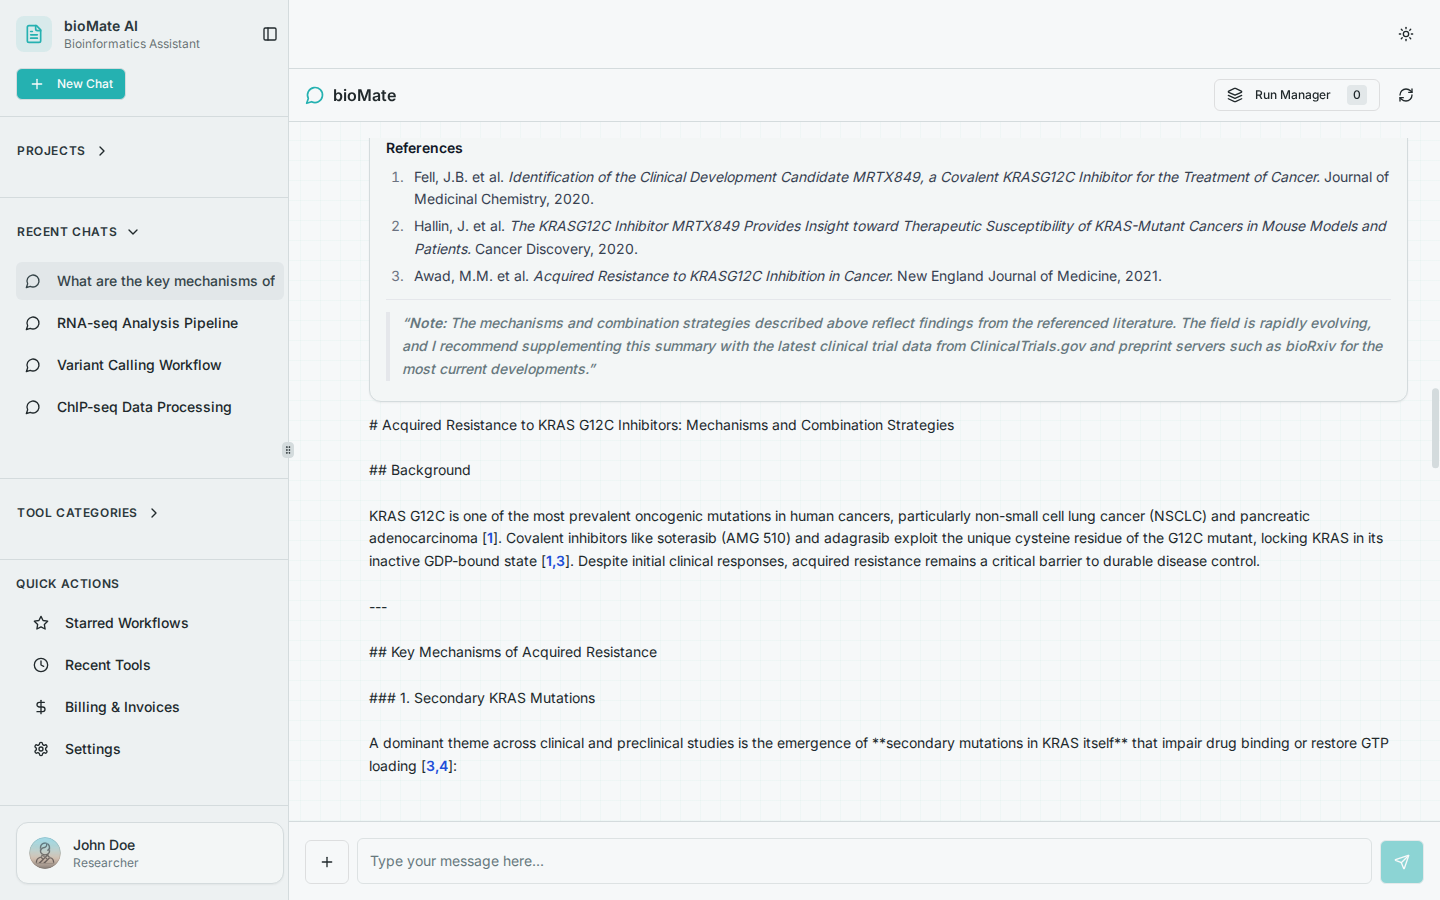 bioMate AI
Bioinformatics Assistant
New Chat
PROJECTS
RECENT CHATS
What are the key mechanisms of
RNA-seq Analysis Pipeline
Variant Calling Workflow
ChIP-seq Data Processing
TOOL CATEGORIES
QUICK ACTIONS
Starred Workflows
Recent Tools
Billing & Invoices
Settings
John Doe
Researcher
bioMate
Run Manager 0
References
1. Fell, J.B. et al. Identification of the Clinical Development Candidate MRTX849, a Covalent KRASG12C Inhibitor for the Treatment of Cancer. Journal of
Medicinal Chemistry, 2020.
2. Hallin, J. et al. The KRASG12C Inhibitor MRTX849 Provides Insight toward Therapeutic Susceptibility of KRAS-Mutant Cancers in Mouse Models and
Patients. Cancer Discovery, 2020.
3. Awad, M.M. et al. Acquired Resistance to KRASG12C Inhibition in Cancer. New England Journal of Medicine, 2021.
“Note: The mechanisms and combination strategies described above reflect findings from the referenced literature. The field is rapidly evolving,
and I recommend supplementing this summary with the latest clinical trial data from ClinicalTrials.gov and preprint servers such as bioRxiv for the
most current developments.”
# Acquired Resistance to KRAS G12C Inhibitors: Mechanisms and Combination Strategies
## Background
KRAS G12C is one of the most prevalent oncogenic mutations in human cancers, particularly non-small cell lung cancer (NSCLC) and pancreatic
adenocarcinoma [1]. Covalent inhibitors like soterasib (AMG 510) and adagrasib exploit the unique cysteine residue of the G12C mutant, locking KRAS in its
inactive GDP-bound state [1,3]. Despite initial clinical responses, acquired resistance remains a critical barrier to durable disease control.
---
## Key Mechanisms of Acquired Resistance
### 1. Secondary KRAS Mutations
A dominant theme across clinical and preclinical studies is the emergence of **secondary mutations in KRAS itself** that impair drug binding or restore GTP
loading [3,4]:
Type your message here...